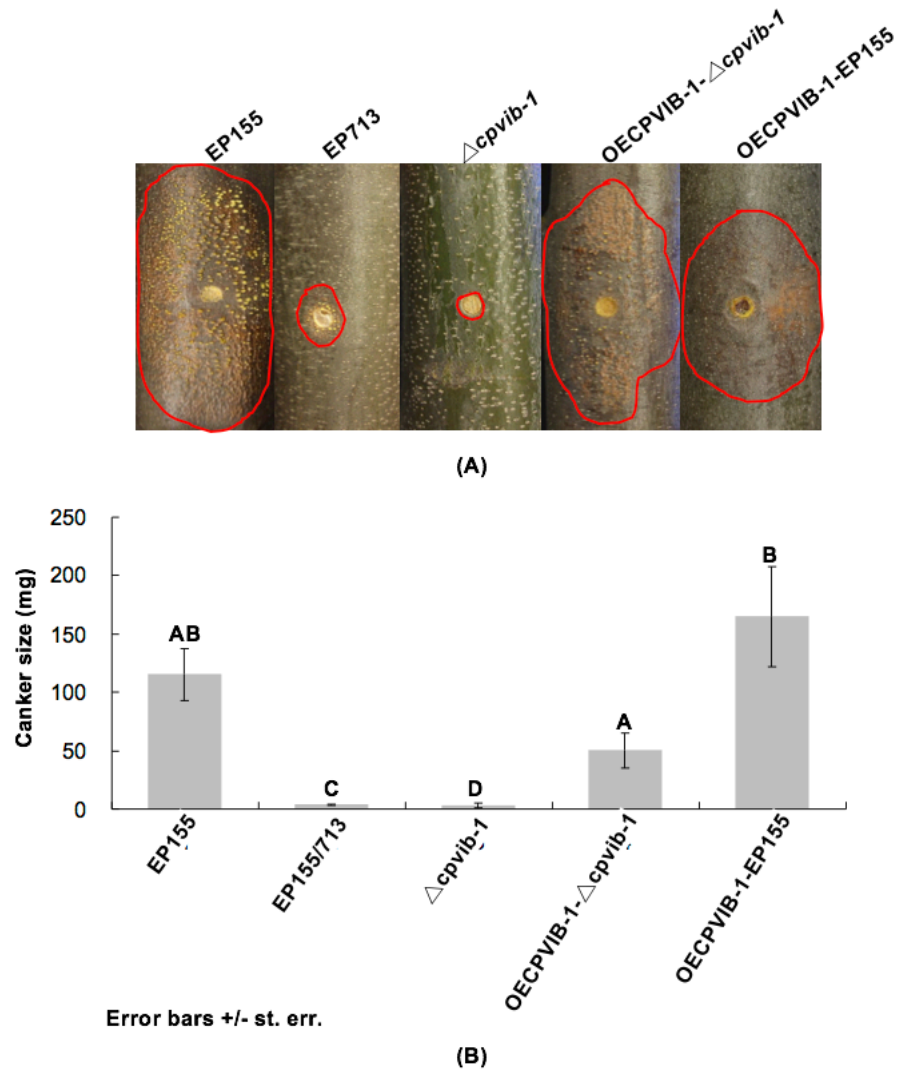 EP155
EP713
△cpvib-1
OECPVIB-1-△cpvib-1
OECPVIB-1-EP155
(A)
Canker size (mg)
250
200
150
100
50
0
AB
C
D
A
B
EP155
EP155/713
△cpvib-1
OECPVIB-1-△cpvib-1
OECPVIB-1-EP155
Error bars +/- st. err.
(B)